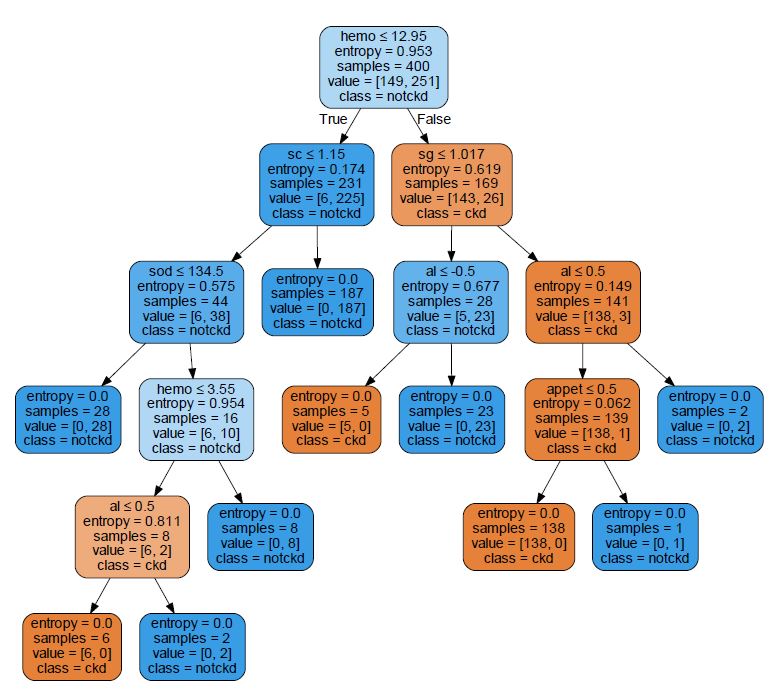 hemo ≤ 12.95
entropy = 0.953
samples = 400
value = [149, 251]
class = notckd
True
False
sc ≤ 1.15
entropy = 0.174
samples = 231
value = [6, 225]
class = notckd
sg ≤ 1.017
entropy = 0.619
samples = 169
value = [143, 26]
class = ckd
sod ≤ 134.5
entropy = 0.575
samples = 44
value = [6, 38]
class = notckd
entropy = 0.0
samples = 187
value = [0, 187]
class = notckd
al ≤ -0.5
entropy = 0.677
samples = 28
value = [5, 23]
class = notckd
al ≤ 0.5
entropy = 0.149
samples = 141
value = [138, 3]
class = ckd
entropy = 0.0
samples = 28
value = [0, 28]
class = notckd
hemo ≤ 3.55
entropy = 0.954
samples = 16
value = [6, 10]
class = notckd
entropy = 0.0
samples = 5
value = [5, 0]
class = ckd
entropy = 0.0
samples = 23
value = [0, 23]
class = notckd
appet ≤ 0.5
entropy = 0.062
samples = 139
value = [138, 1]
class = ckd
entropy = 0.0
samples = 2
value = [0, 2]
class = notckd
al ≤ 0.5
entropy = 0.811
samples = 8
value = [6, 2]
class = ckd
entropy = 0.0
samples = 8
value = [0, 8]
class = notckd
entropy = 0.0
samples = 138
value = [138, 0]
class = ckd
entropy = 0.0
samples = 1
value = [0, 1]
class = notckd
entropy = 0.0
samples = 6
value = [6, 0]
class = ckd
entropy = 0.0
samples = 2
value = [0, 2]
class = notckd